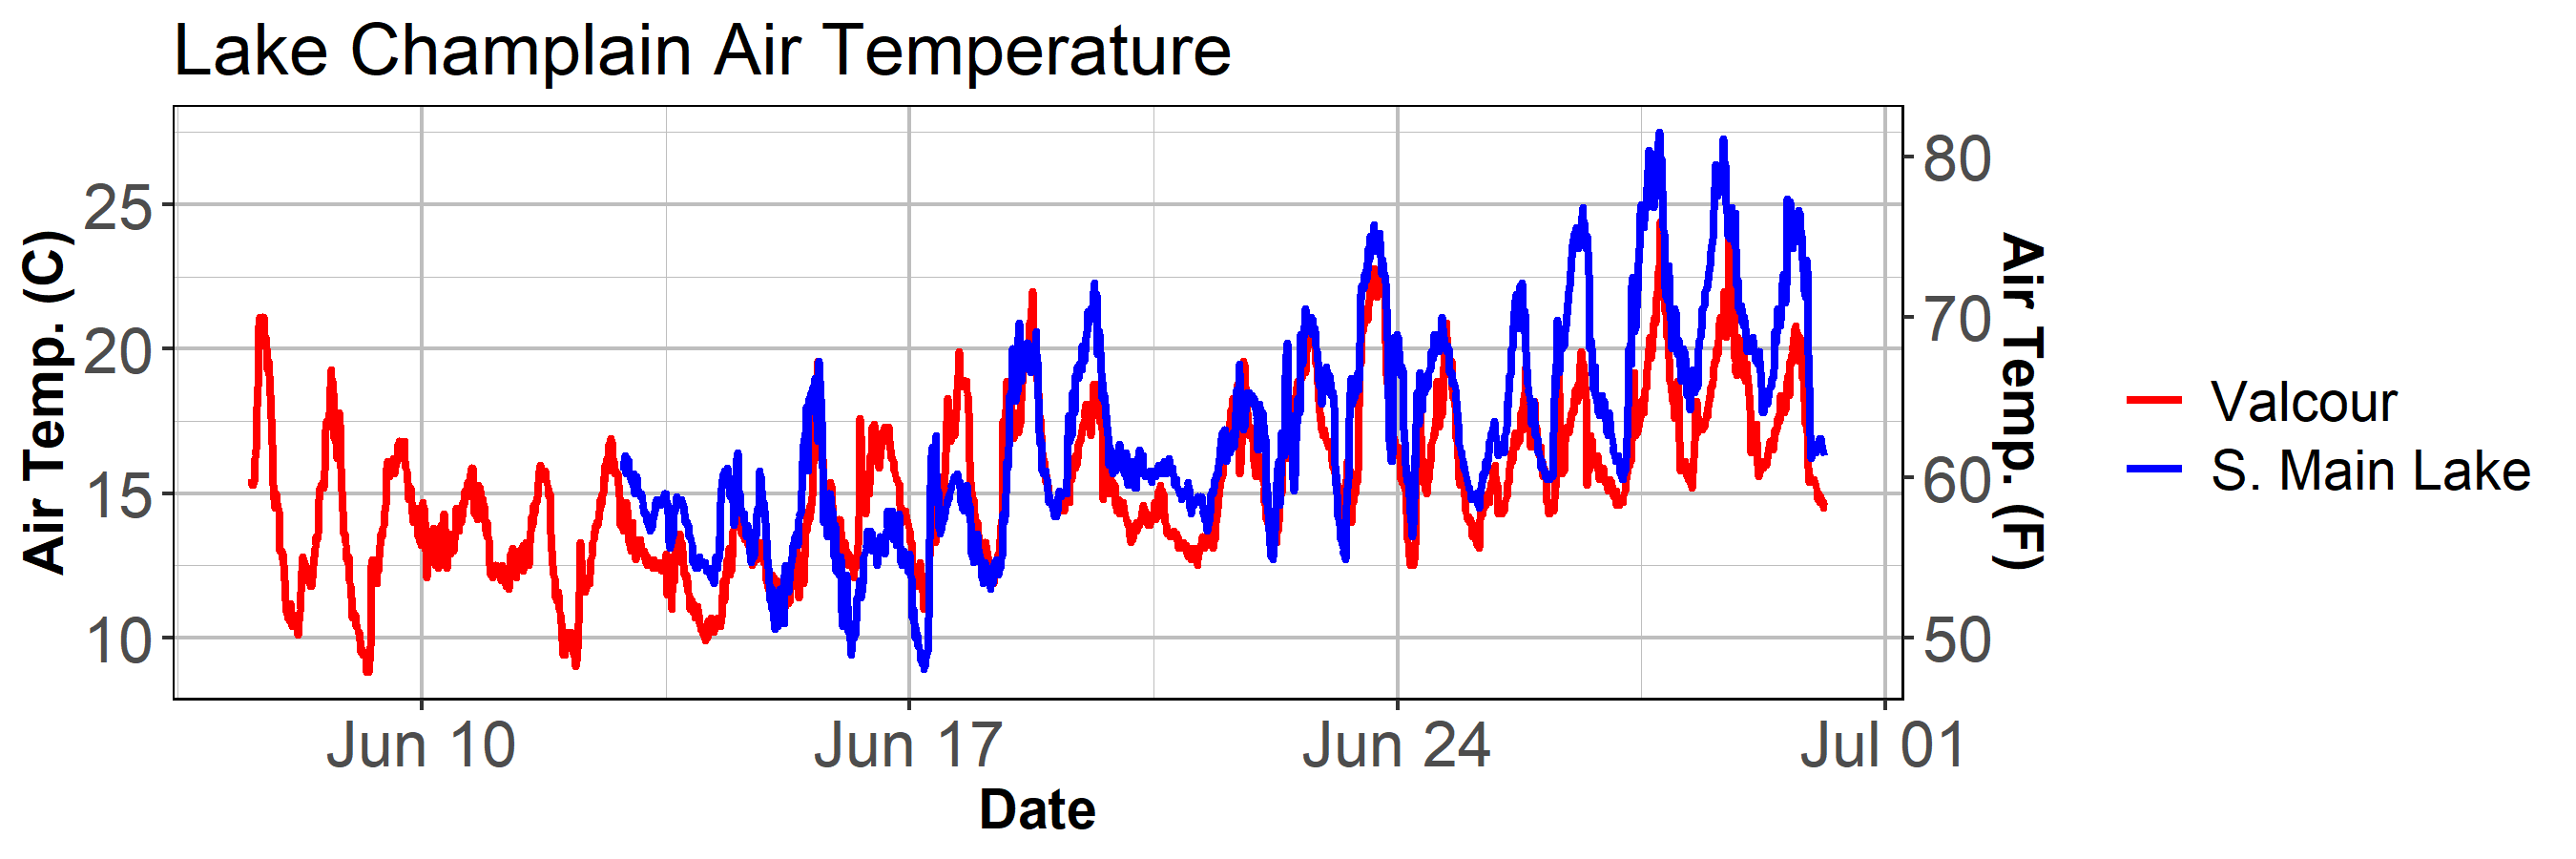 Lake Champlain Air Temperature
Air Temp. (C)
25
20
15
10
80
70
60
50
Air Temp. (F)
Jun 10
Jun 17
Jun 24
Jul 01
Date
Valcour
S. Main Lake